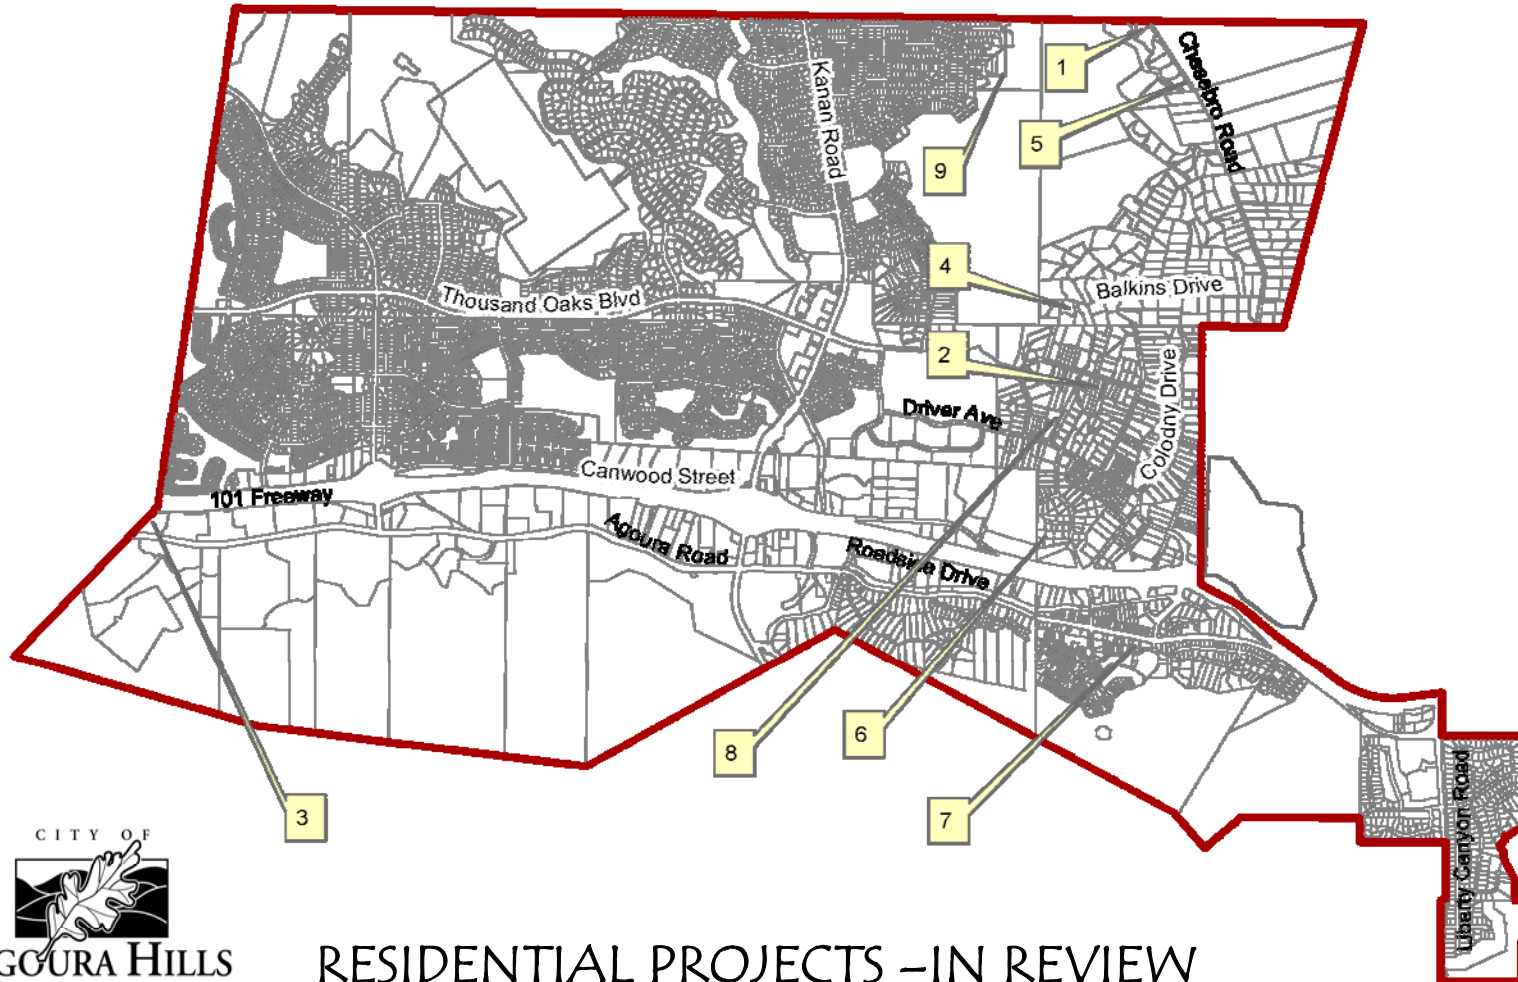 1
Chesebro Road
Kanan Road
5
9
4
Balkins Drive
Thousand Oaks Blvd
2
Colodny Drive
Driver Ave
Canwood Street
101 Freeway
Agoura Road
Roadside Drive
8
6
7
3
Liberty Canyon Road
CITY OF
GOURA HILLS
RESIDENTIAL PROJECTS –IN REVIEW